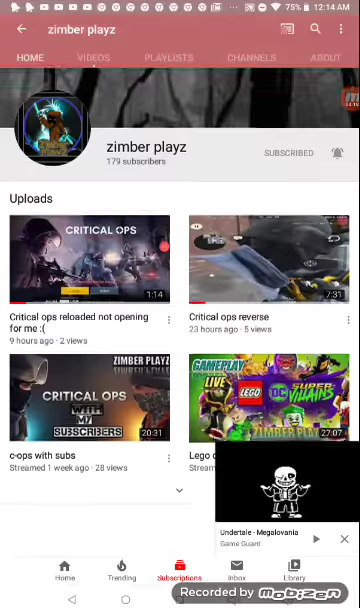 75% 12:14 AM
zimber playz
HOME VIDEOS PLAYLISTS CHANNELS ABOUT
zimber playz
179 subscribers
SUBSCRIBED
Uploads
CRITICAL OPS
1:14
7:31
Critical ops reloaded not opening
for me :(
9 hours ago · 2 views
Critical ops reverse
23 hours ago · 5 views
ZIMBER PLAYZ
CRITICAL OPS
WITH
MY
SUBSCRIBERS
20:31
GAMEPLAY
LIVE
LEGO DC SUPER
VILLAINS
ZIMBER PLAYZ
27:07
c-ops with subs
Streamed 1 week ago · 28 views
Lego
Stream
Undertale - Megalovania
Game Guard
Home Trending Subscriptions Inbox Library
Recorded by Mobizen